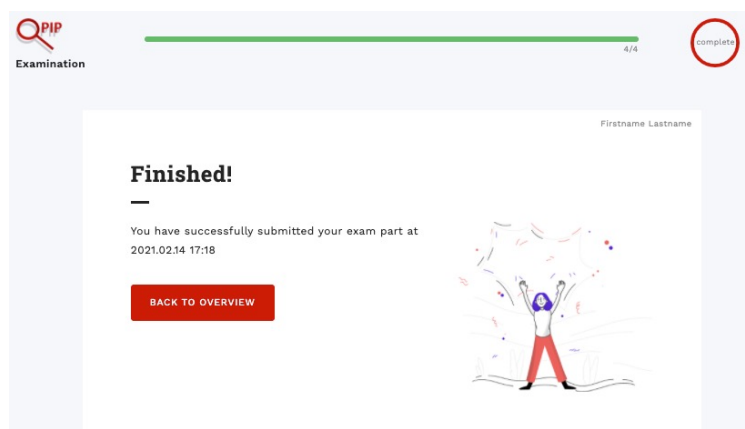 PIP
Examination
4/4
complete
Firstname Lastname
Finished!
You have successfully submitted your exam part at
2021.02.14 17:18
BACK TO OVERVIEW